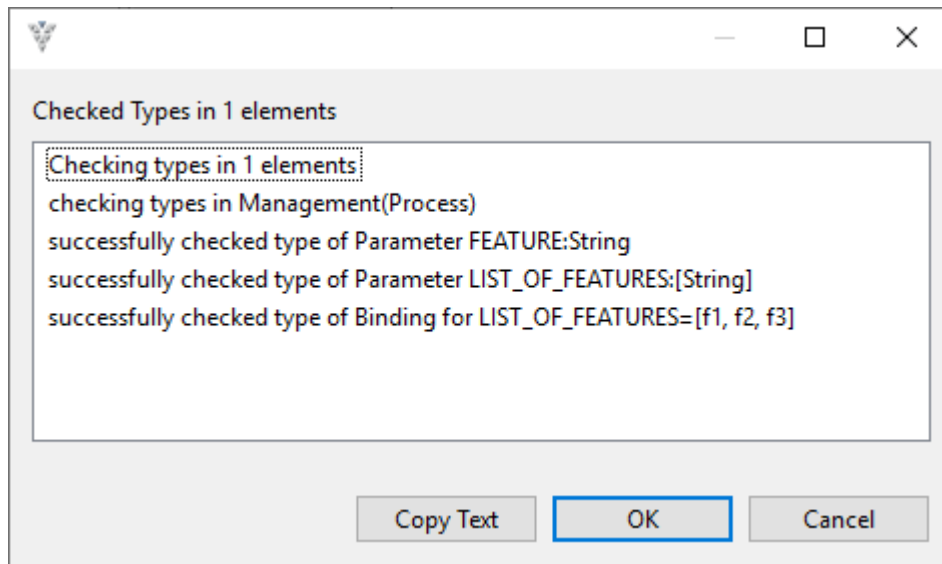 Checked Types in 1 elements
Checking types in 1 elements
checking types in Management(Process)
successfully checked type of Parameter FEATURE:String
successfully checked type of Parameter LIST_OF_FEATURES:[String]
successfully checked type of Binding for LIST_OF_FEATURES=[f1, f2, f3]
Copy Text OK Cancel